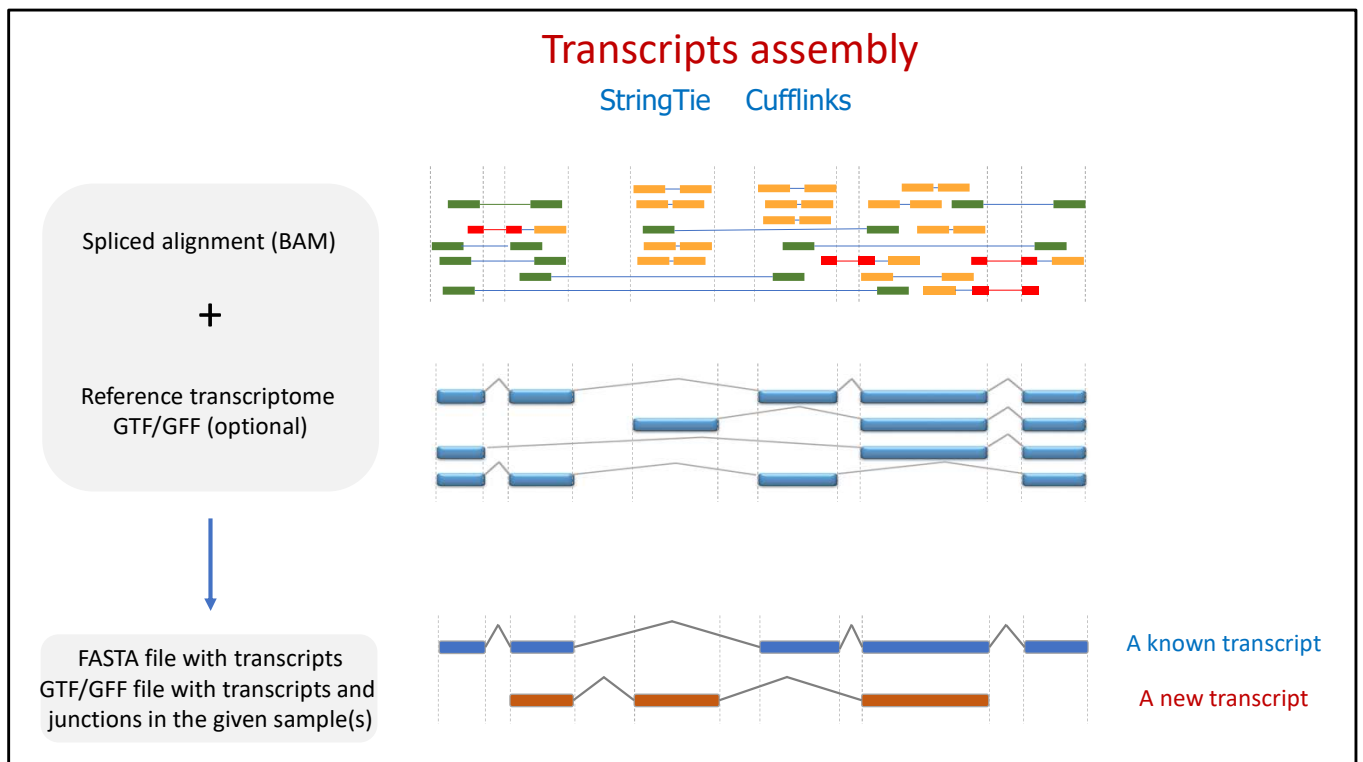 Transcripts assembly
StringTie Cufflinks
Spliced alignment (BAM)
+
Reference transcriptome
GTF/GFF (optional)
FASTA file with transcripts
GTF/GFF file with transcripts and
junctions in the given sample(s)
A known transcript
A new transcript